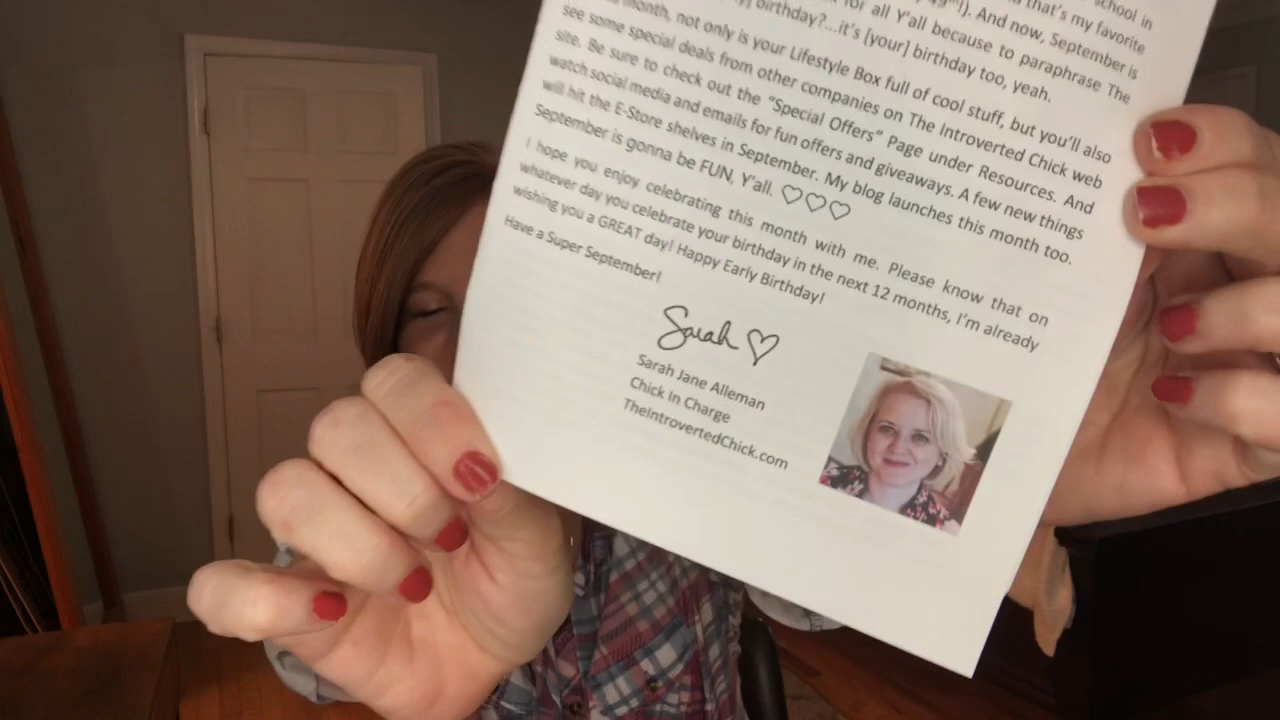 school in
that's my favorite
). And now, September is
for all Y'all because to paraphrase The
birthday?...it's [your] birthday too, yeah.
month, not only is your Lifestyle Box full of cool stuff, but you'll also
see some special deals from other companies on The Introverted Chick web
site. Be sure to check out the "Special Offers" Page under Resources. And
watch social media and emails for fun offers and giveaways. A few new things
will hit the E-Store shelves in September. My blog launches this month too.
September is gonna be FUN, Y'all. ♡♡♡
I hope you enjoy celebrating this month with me. Please know that on
whatever day you celebrate your birthday in the next 12 months, I'm already
wishing you a GREAT day! Happy Early Birthday!
Have a Super September!
Sarah ♡
Sarah Jane Alleman
Chick In Charge
TheIntrovertedChick.com